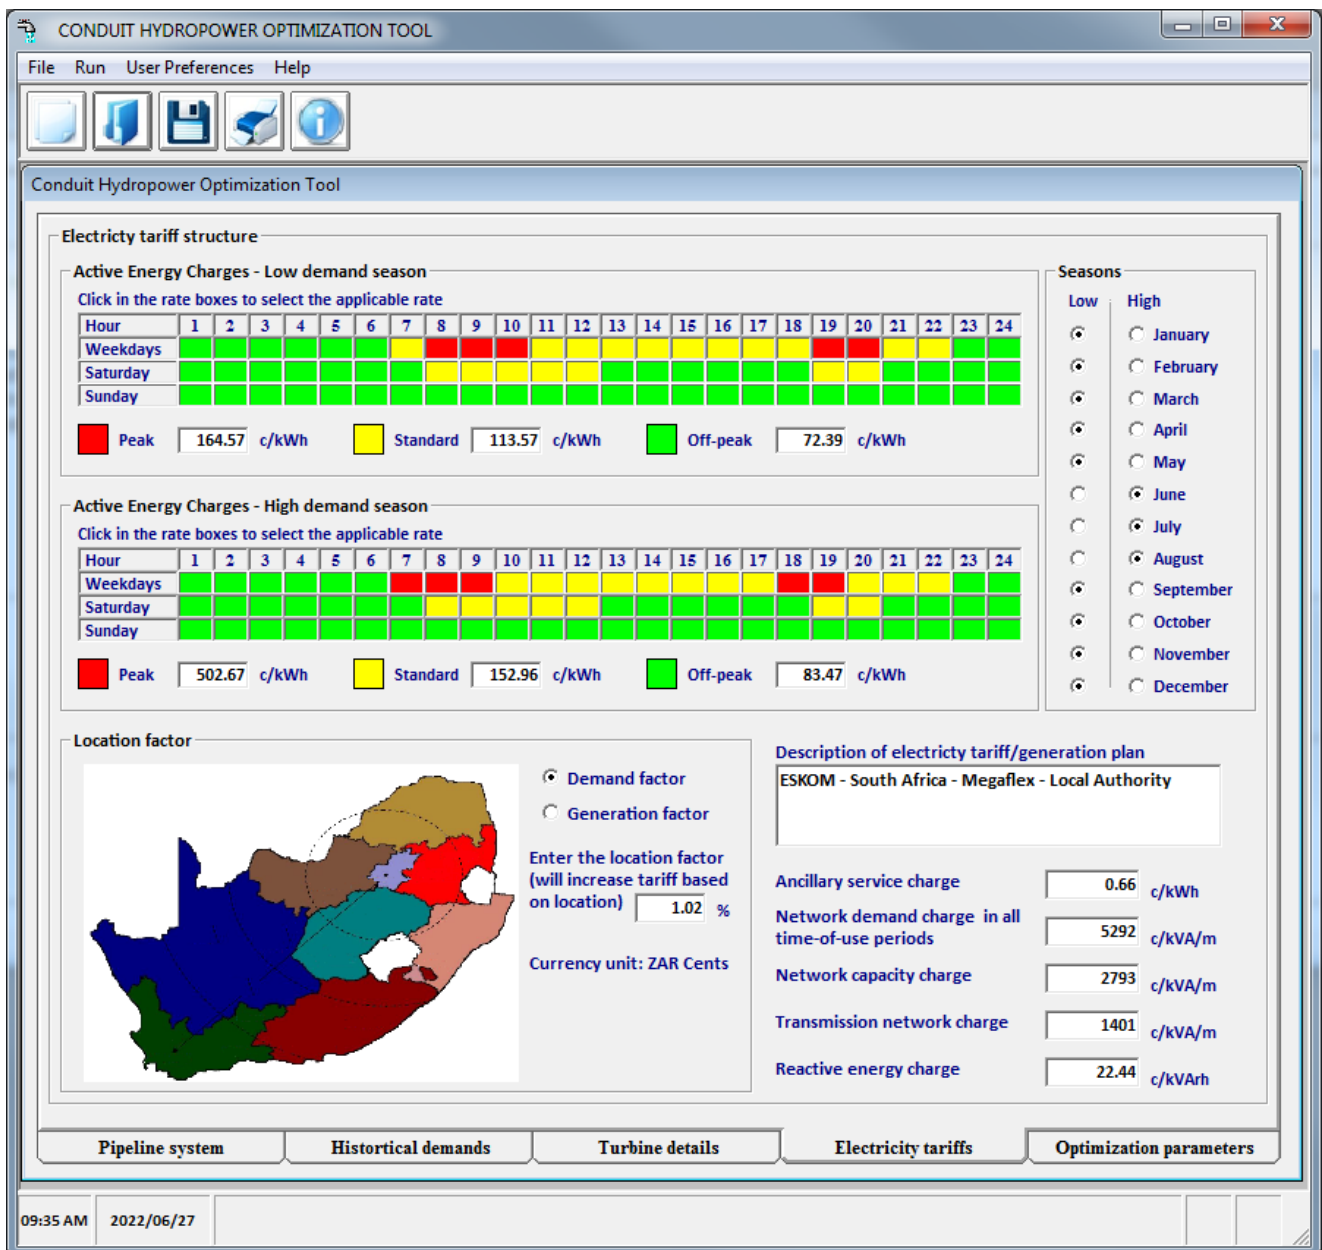 CONDUIT HYDROPOWER OPTIMIZATION TOOL
File Run User Preferences Help
Conduit Hydropower Optimization Tool
Electricty tariff structure
Active Energy Charges - Low demand season
Click in the rate boxes to select the applicable rate
Hour 1 2 3 4 5 6 7 8 9 10 11 12 13 14 15 16 17 18 19 20 21 22 23 24
Weekdays
Saturday
Sunday
Peak 164.57 c/kWh Standard 113.57 c/kWh Off-peak 72.39 c/kWh
Active Energy Charges - High demand season
Click in the rate boxes to select the applicable rate
Hour 1 2 3 4 5 6 7 8 9 10 11 12 13 14 15 16 17 18 19 20 21 22 23 24
Weekdays
Saturday
Sunday
Peak 502.67 c/kWh Standard 152.96 c/kWh Off-peak 83.47 c/kWh
Seasons
Low High
January
February
March
April
May
June
July
August
September
October
November
December
Location factor
Demand factor
Generation factor
Enter the location factor
(will increase tariff based
on location) 1.02 %
Currency unit: ZAR Cents
Description of electricty tariff/generation plan
ESKOM - South Africa - Megaflex - Local Authority
Ancillary service charge 0.66 c/kWh
Network demand charge in all
time-of-use periods 5292 c/kVA/m
Network capacity charge 2793 c/kVA/m
Transmission network charge 1401 c/kVA/m
Reactive energy charge 22.44 c/kVArh
Pipeline system Histortical demands Turbine details Electricity tariffs Optimization parameters
09:35 AM 2022/06/27